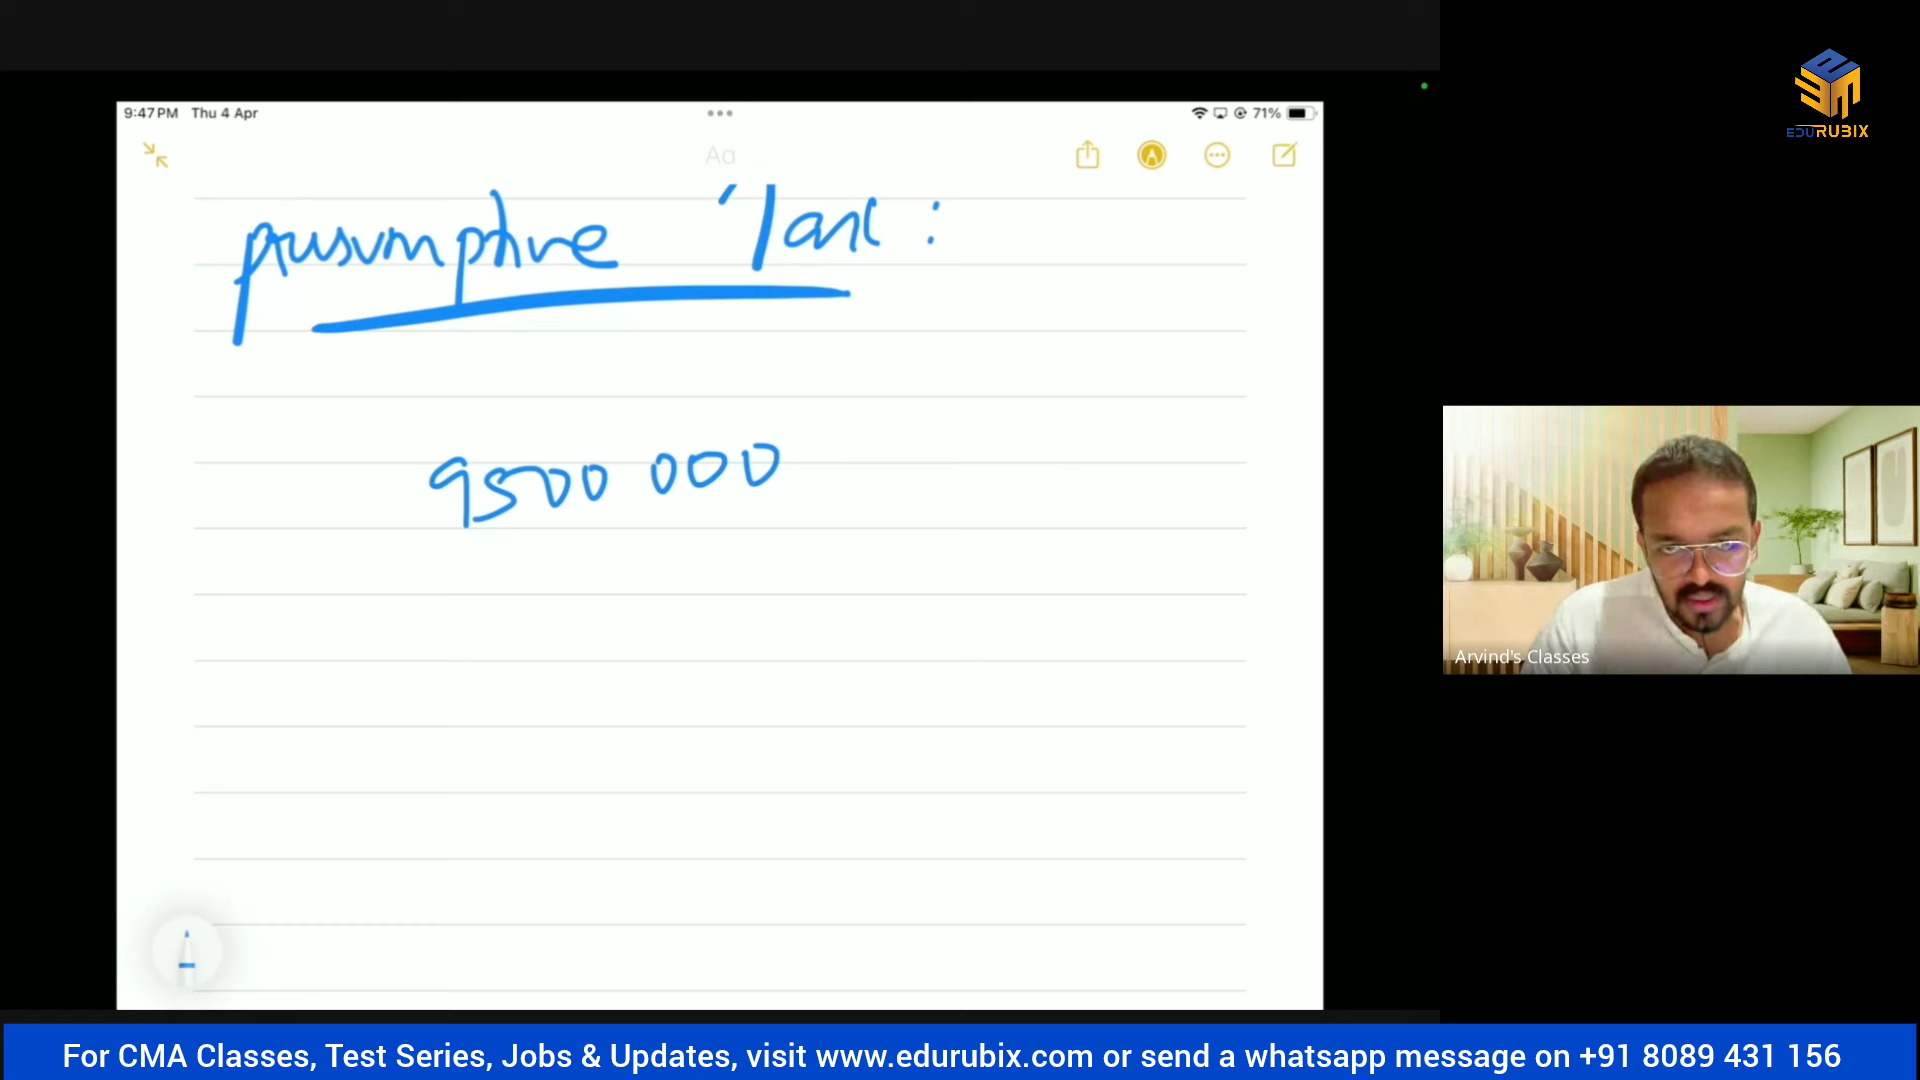 9:47 PM Thu 4 Apr
71%
Aa
EDURUBIX
presumptive Tax :
9500 000
Arvind's Classes
For CMA Classes, Test Series, Jobs & Updates, visit www.edurubix.com or send a whatsapp message on +91 8089 431 156